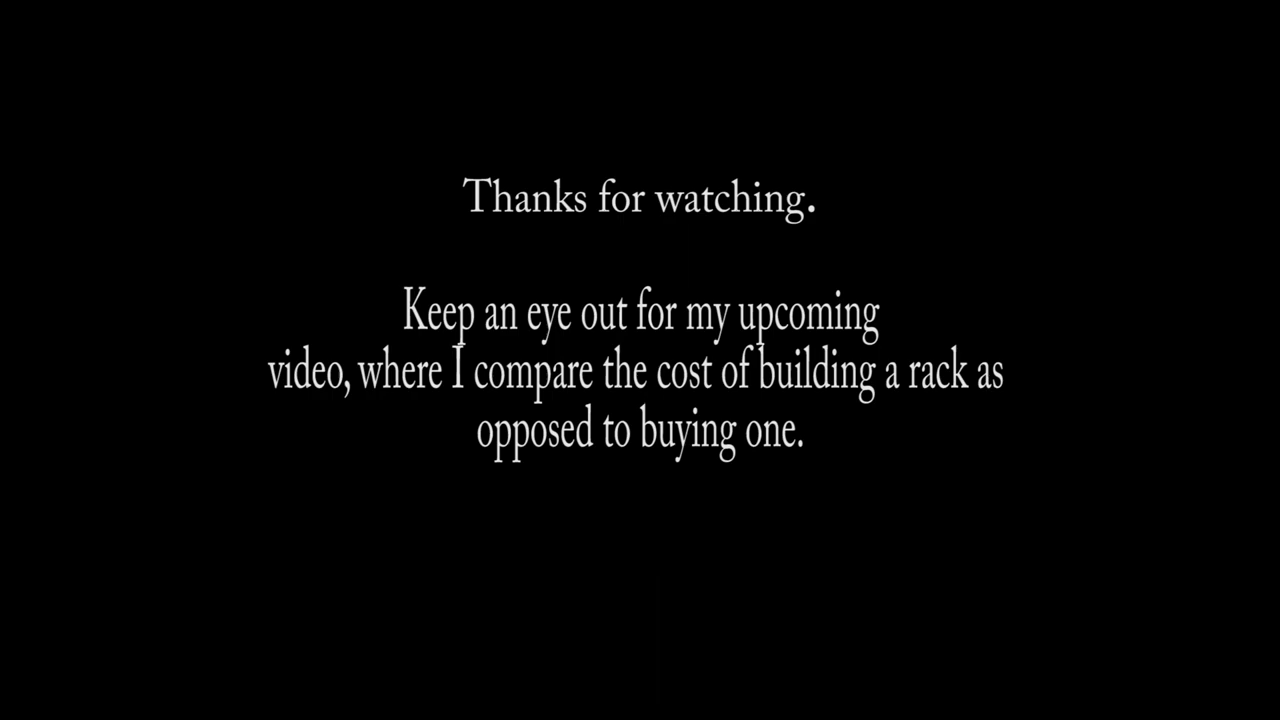 Thanks for watching.
Keep an eye out for my upcoming
video, where I compare the cost of building a rack as
opposed to buying one.